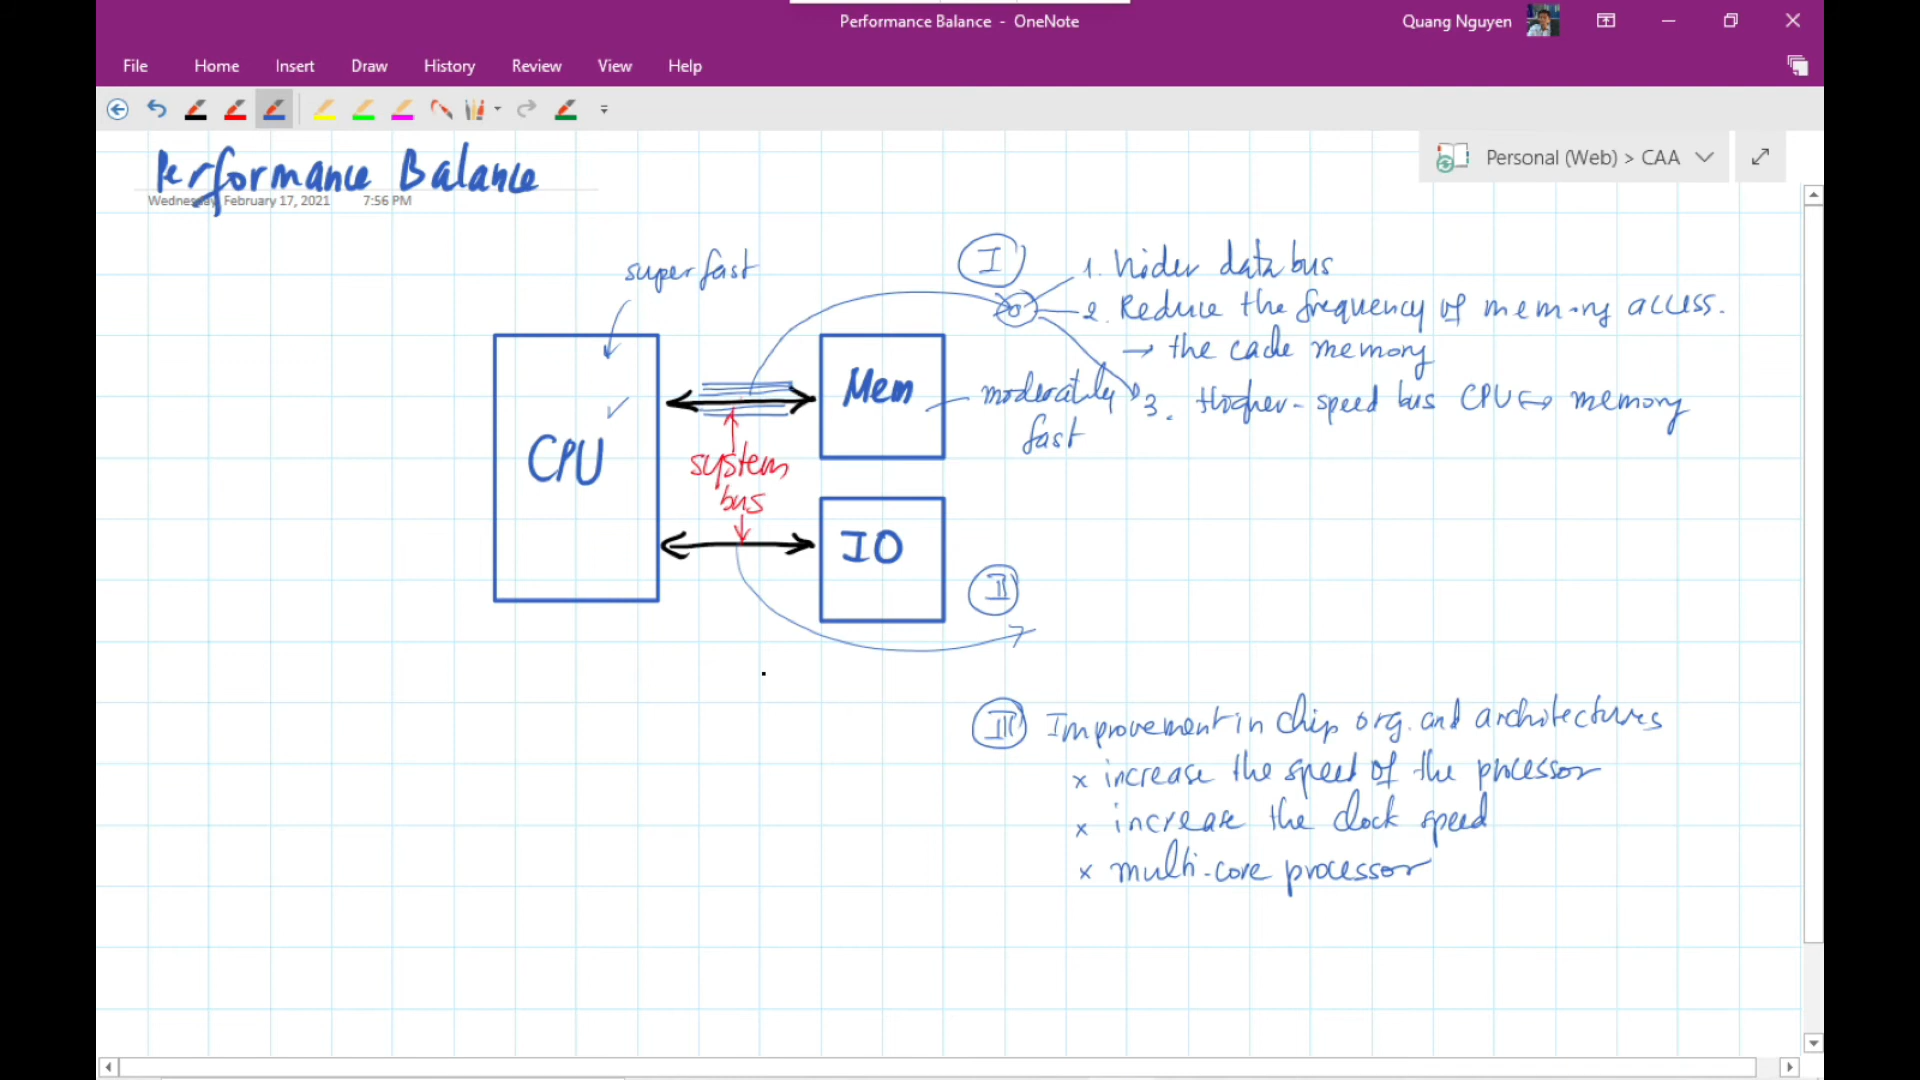 Performance Balance - OneNote
Quang Nguyen
File Home Insert Draw History Review View Help
Personal (Web) > CAA
Performance Balance
Wednesday, February 17, 2021 7:56 PM
super fast
I
1. Wider data bus
2. Reduce the frequency of memory access.
→ the cache memory
3. Higher-speed bus CPU ↔ memory
CPU
Mem
moderately
fast
system
bus
IO
II
III Improvement in chip org. and architectures
x increase the speed of the processor
x increase the clock speed
x multi-core processor